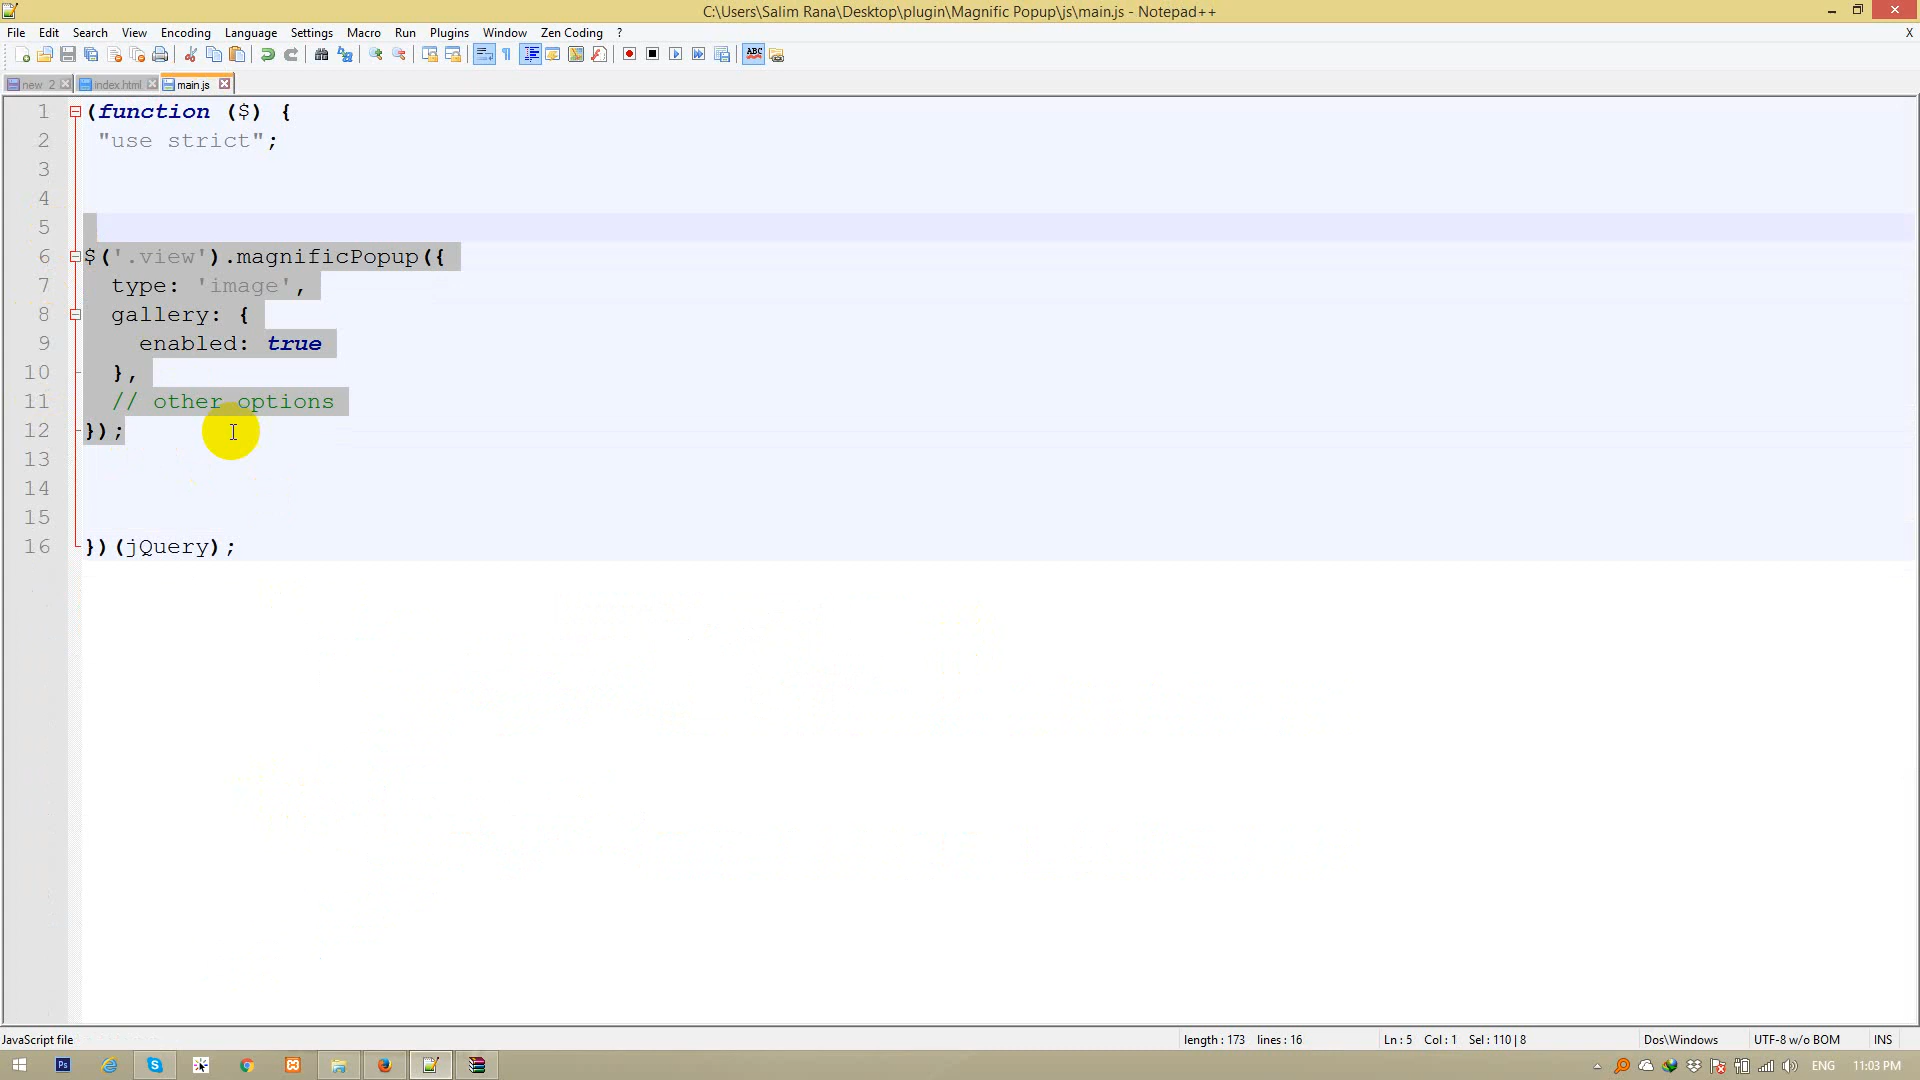 C:\Users\Salim Rana\Desktop\plugin\Magnific Popup\js\main.js - Notepad++
File Edit Search View Encoding Language Settings Macro Run Plugins Window Zen Coding ? X
new 2 index.html main.js
1 (function ($) {
2 "use strict";
3
4
5
6 $('.view').magnificPopup({
7 type: 'image',
8 gallery: {
9 enabled: true
10 },
11 // other options
12 });
13
14
15
16 })(jQuery);
JavaScript file length : 173 lines : 16 Ln : 5 Col : 1 Sel : 110 | 8 Dos\Windows UTF-8 w/o BOM INS
ENG 11:03 PM